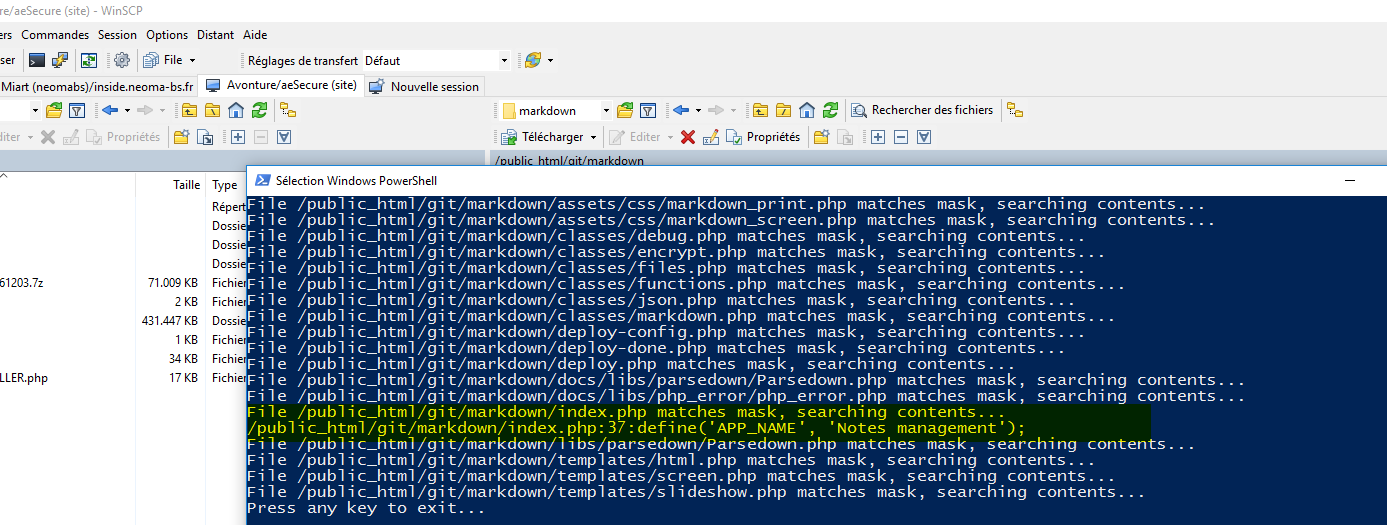 re/aeSecure (site) - WinSCP
ers Commandes Session Options Distant Aide
ser File Réglages de transfert Défaut
Miart (neomabs)/inside.neoma-bs.fr Avonture/aeSecure (site) Nouvelle session
markdown Rechercher des fichiers
diter Propriétés Télécharger Editer Propriétés
/public_html/git/markdown
Taille Type
Sélection Windows PowerShell
Répert
Dossie
Dossie
Dossie
61203.7z 71.009 KB Fichier
2 KB Fichier
431.447 KB Dossie
1 KB Fichier
34 KB Fichier
LLER.php 17 KB Fichier
File /public_html/git/markdown/assets/css/markdown_print.php matches mask, searching contents...
File /public_html/git/markdown/assets/css/markdown_screen.php matches mask, searching contents...
File /public_html/git/markdown/classes/debug.php matches mask, searching contents...
File /public_html/git/markdown/classes/encrypt.php matches mask, searching contents...
File /public_html/git/markdown/classes/files.php matches mask, searching contents...
File /public_html/git/markdown/classes/functions.php matches mask, searching contents...
File /public_html/git/markdown/classes/json.php matches mask, searching contents...
File /public_html/git/markdown/classes/markdown.php matches mask, searching contents...
File /public_html/git/markdown/deploy-config.php matches mask, searching contents...
File /public_html/git/markdown/deploy-done.php matches mask, searching contents...
File /public_html/git/markdown/deploy.php matches mask, searching contents...
File /public_html/git/markdown/docs/libs/parsedown/Parsedown.php matches mask, searching contents...
File /public_html/git/markdown/docs/libs/php_error/php_error.php matches mask, searching contents...
File /public_html/git/markdown/index.php matches mask, searching contents...
/public_html/git/markdown/index.php:37:define('APP_NAME', 'Notes management');
File /public_html/git/markdown/libs/parsedown/Parsedown.php matches mask, searching contents...
File /public_html/git/markdown/templates/html.php matches mask, searching contents...
File /public_html/git/markdown/templates/screen.php matches mask, searching contents...
File /public_html/git/markdown/templates/slideshow.php matches mask, searching contents...
Press any key to exit...